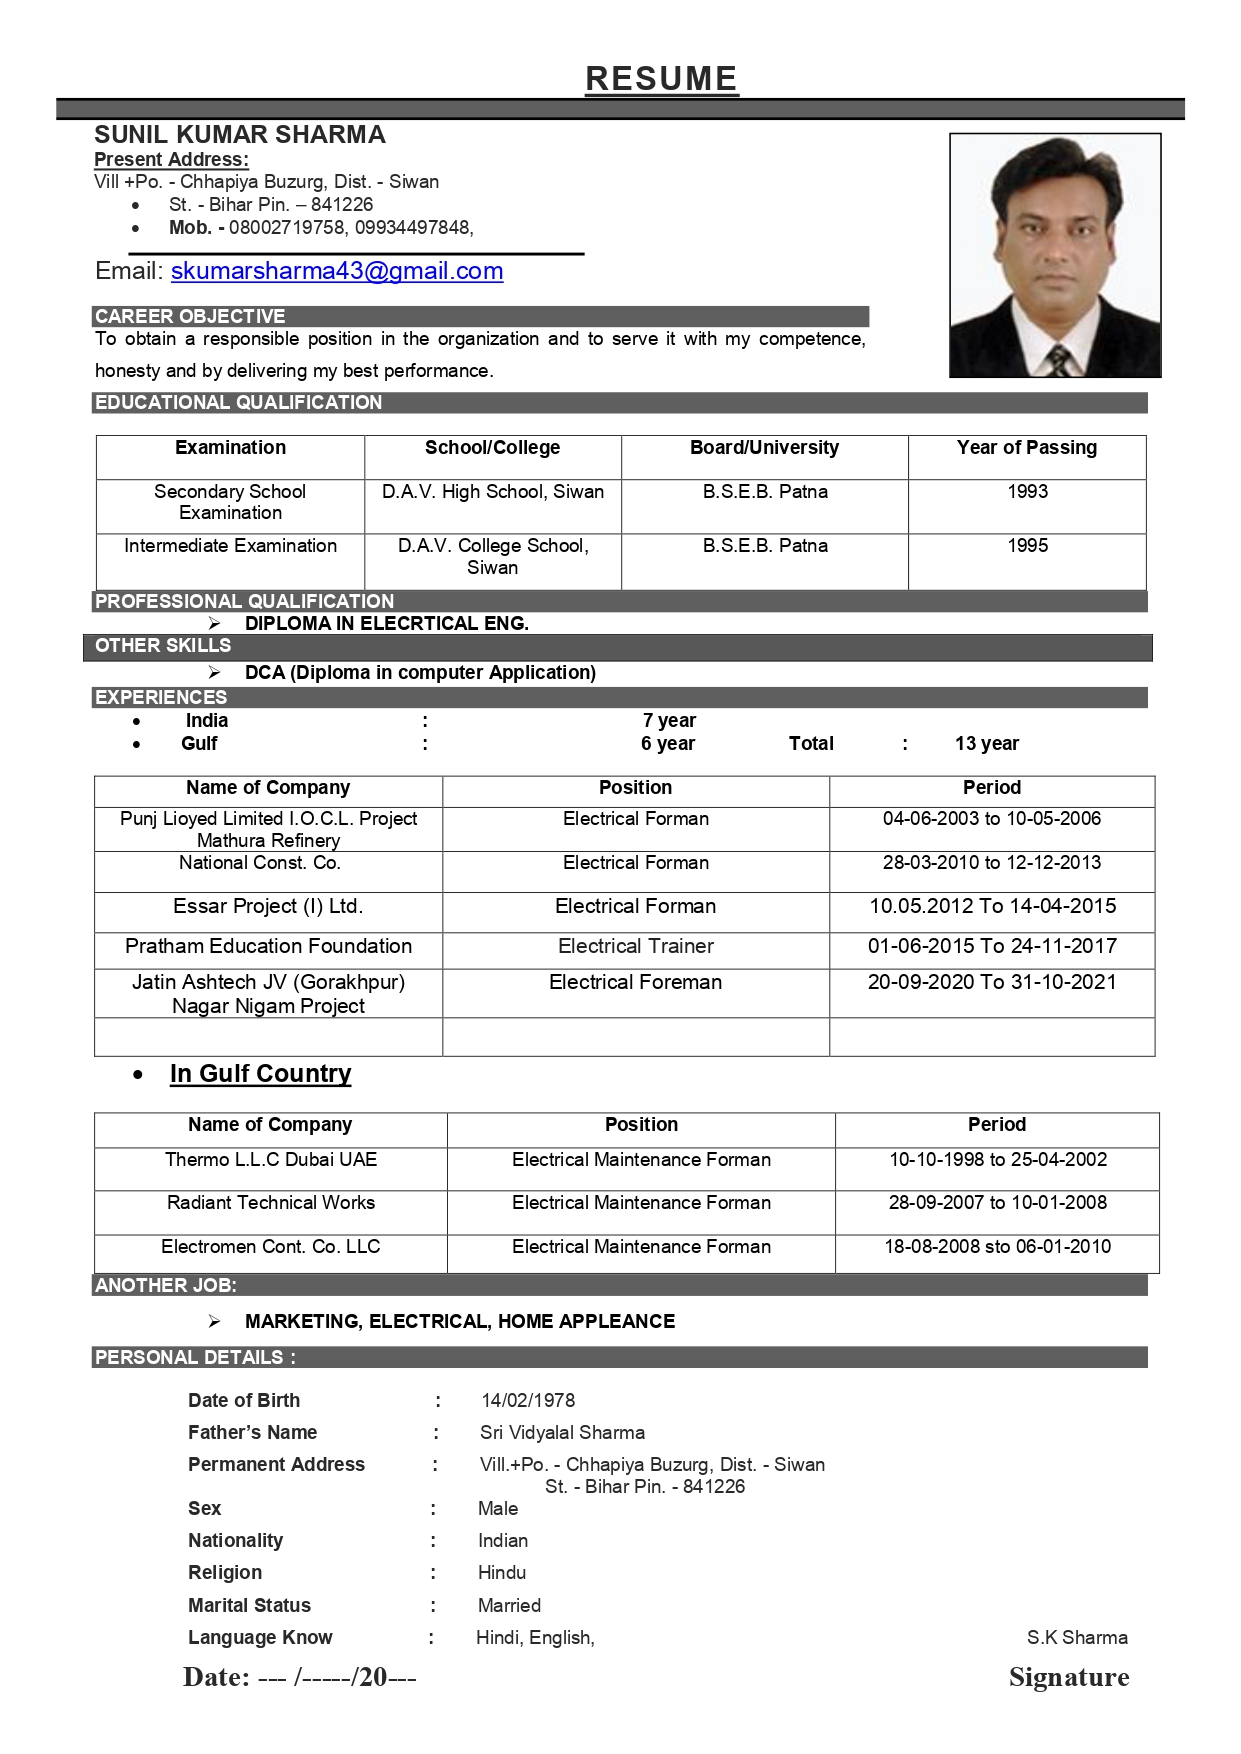 RESUME
SUNIL KUMAR SHARMA
Present Address:
Vill +Po. - Chhapiya Buzurg, Dist. - Siwan
• St. - Bihar Pin. – 841226
• Mob. - 08002719758, 09934497848,
Email: skumarsharma43@gmail.com
CAREER OBJECTIVE
To obtain a responsible position in the organization and to serve it with my competence,
honesty and by delivering my best performance.
EDUCATIONAL QUALIFICATION
Examination School/College Board/University Year of Passing
Secondary School D.A.V. High School, Siwan B.S.E.B. Patna 1993
Examination
Intermediate Examination D.A.V. College School, B.S.E.B. Patna 1995
Siwan
PROFESSIONAL QUALIFICATION
➢ DIPLOMA IN ELECRTICAL ENG.
OTHER SKILLS
➢ DCA (Diploma in computer Application)
EXPERIENCES
• India : 7 year
• Gulf : 6 year Total : 13 year
Name of Company Position Period
Punj Lioyed Limited I.O.C.L. Project Electrical Forman 04-06-2003 to 10-05-2006
Mathura Refinery
National Const. Co. Electrical Forman 28-03-2010 to 12-12-2013
Essar Project (I) Ltd. Electrical Forman 10.05.2012 To 14-04-2015
Pratham Education Foundation Electrical Trainer 01-06-2015 To 24-11-2017
Jatin Ashtech JV (Gorakhpur) Electrical Foreman 20-09-2020 To 31-10-2021
Nagar Nigam Project
• In Gulf Country
Name of Company Position Period
Thermo L.L.C Dubai UAE Electrical Maintenance Forman 10-10-1998 to 25-04-2002
Radiant Technical Works Electrical Maintenance Forman 28-09-2007 to 10-01-2008
Electromen Cont. Co. LLC Electrical Maintenance Forman 18-08-2008 sto 06-01-2010
ANOTHER JOB:
➢ MARKETING, ELECTRICAL, HOME APPLEANCE
PERSONAL DETAILS :
Date of Birth : 14/02/1978
Father’s Name : Sri Vidyalal Sharma
Permanent Address : Vill.+Po. - Chhapiya Buzurg, Dist. - Siwan
St. - Bihar Pin. - 841226
Sex : Male
Nationality : Indian
Religion : Hindu
Marital Status : Married
Language Know : Hindi, English, S.K Sharma
Date: --- /-----/20--- Signature